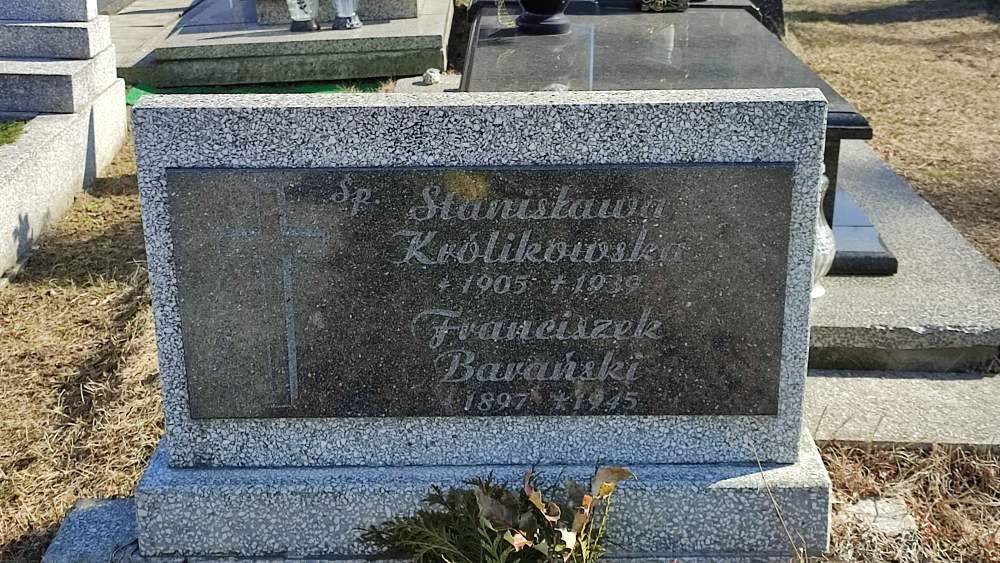 Śp. Stanisława
Królikowska
* 1905 + 1939
Franciszek
Barański
* 1897 + 1945